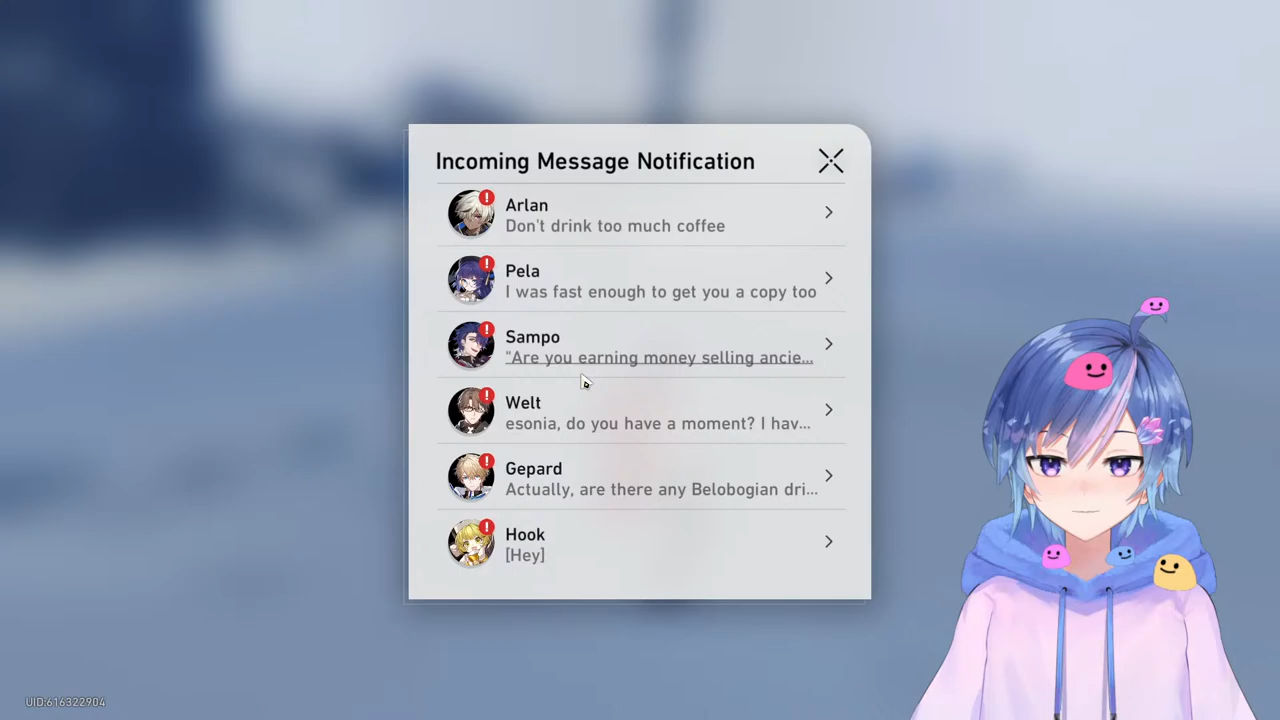 Incoming Message Notification
Arlan
Don't drink too much coffee
Pela
I was fast enough to get you a copy too
Sampo
"Are you earning money selling ancie...
Welt
esonia, do you have a moment? I hav...
Gepard
Actually, are there any Belobogian dri...
Hook
[Hey]
UID:616322904